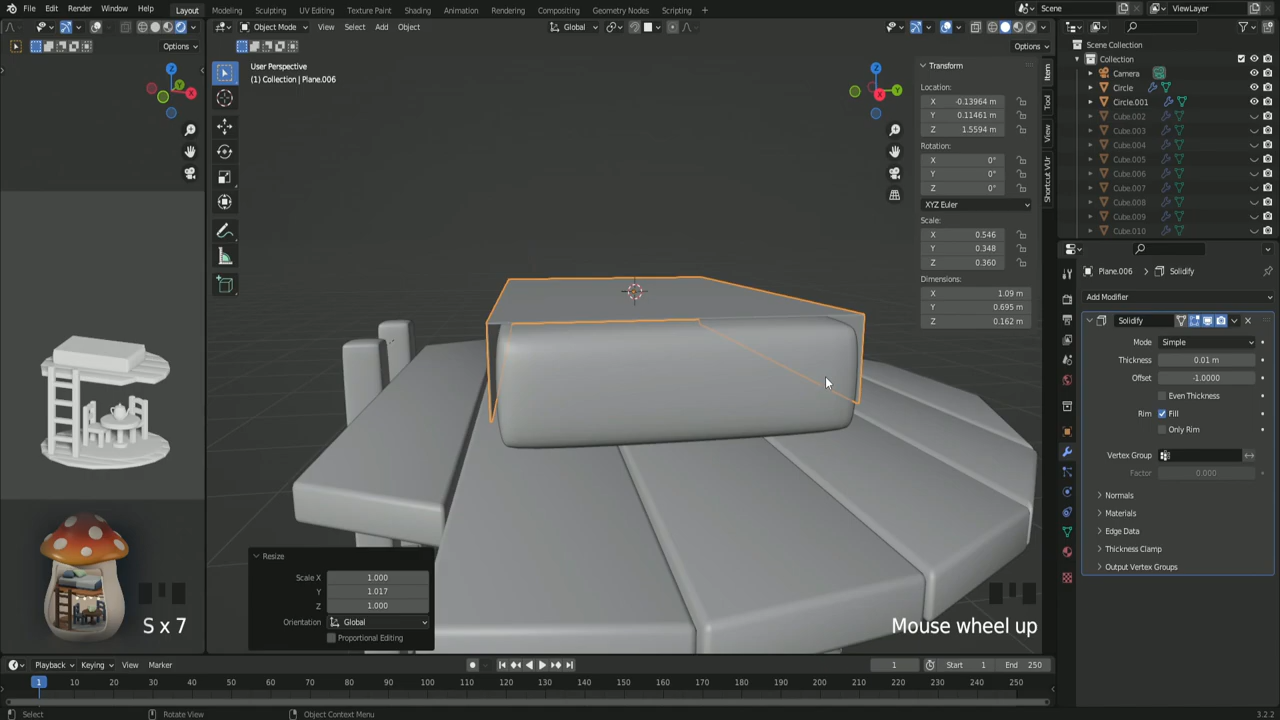 File Edit Render Window Help Layout Modeling Sculpting UV Editing Texture Paint Shading Animation Rendering Compositing Geometry Nodes Scripting + Scene ViewLayer
Object Mode View Select Add Object Global
Options Options
User Perspective
(1) Collection | Plane.006
Transform
Location:
X -0.13964 m
Y 0.11461 m
Z 1.5594 m
Rotation:
X 0°
Y 0°
Z 0°
XYZ Euler
Scale:
X 0.546
Y 0.348
Z 0.360
Dimensions:
X 1.09 m
Y 0.695 m
Z 0.162 m
Item
Tool
View
Shortcut VUr
Scene Collection
Collection
Camera
Circle
Circle.001
Cube.002
Cube.003
Cube.004
Cube.005
Cube.006
Cube.007
Cube.008
Cube.009
Cube.010
Plane.006 Solidify
Add Modifier
Solidify
Mode Simple
Thickness 0.01 m
Offset -1.0000
Even Thickness
Rim Fill
Only Rim
Vertex Group
Factor 0.000
Normals
Materials
Edge Data
Thickness Clamp
Output Vertex Groups
Resize
Scale X 1.000
Y 1.017
Z 1.000
Orientation Global
Proportional Editing
S x 7
Mouse wheel up
Playback Keying View Marker 1 Start 1 End 250
1 10 20 30 40 50 60 70 80 90 100 110 120 130 140 150 160 170 180 190 200 210 220 230 240 250
Select Rotate View Object Context Menu 3.2.2